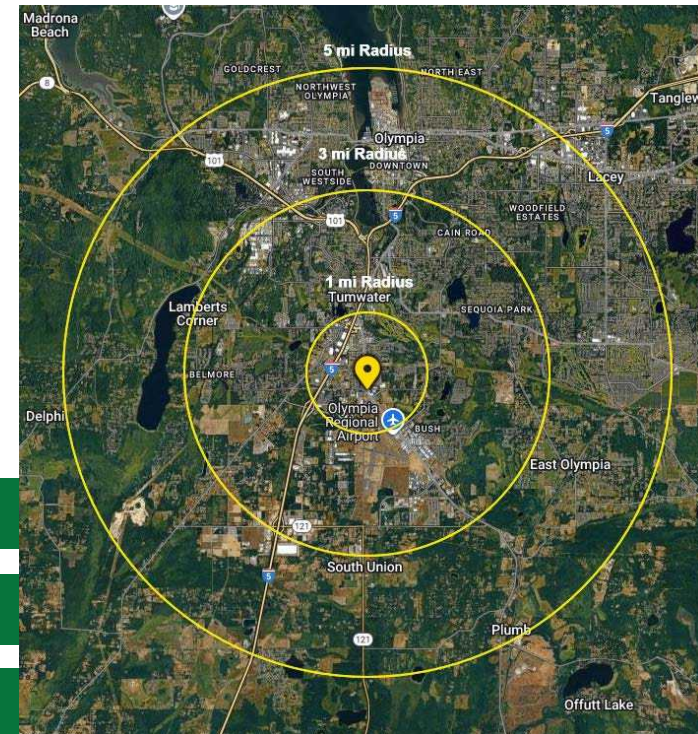 Madrona
Beach
5 mi Radius
GOLDCREST
NORTH EAST
NORTHWEST
OLYMPIA
8
5
Olympia
101
3 mi Radius
DOWNTOWN
SOUTH
WESTSIDE
Lacey
101
5
WOODFIELD
ESTATES
CAIN ROAD
1 mi Radius
Tumwater
Lamberts
Corner
SEQUOIA PARK
5
BELMORE
Olympia
Regional
Airport
Delphi
BUSH
East Olympia
121
South Union
5
121
Plumb
Offutt Lake